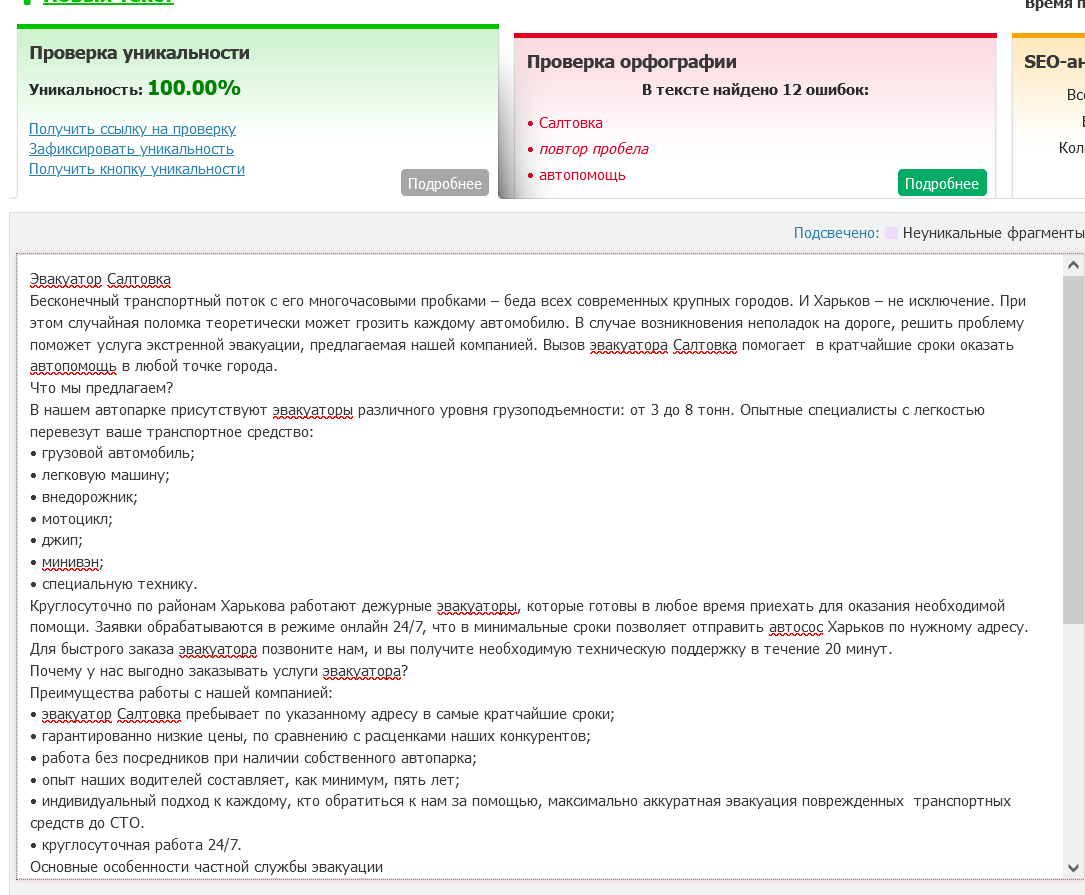 Новый текст
Время п
Проверка уникальности
Уникальность: 100.00%
Получить ссылку на проверку
Зафиксировать уникальность
Получить кнопку уникальности
Подробнее
Проверка орфографии
В тексте найдено 12 ошибок:
• Салтовка
• повтор пробела
• автопомощь
Подробнее
SEO-ан
Вс
Кол
Подсвечено: Неуникальные фрагменты
Эвакуатор Салтовка
Бесконечный транспортный поток с его многочасовыми пробками – беда всех современных крупных городов. И Харьков – не исключение. При
этом случайная поломка теоретически может грозить каждому автомобилю. В случае возникновения неполадок на дороге, решить проблему
поможет услуга экстренной эвакуации, предлагаемая нашей компанией. Вызов эвакуатора Салтовка помогает  в кратчайшие сроки оказать
автопомощь в любой точке города.
Что мы предлагаем?
В нашем автопарке присутствуют эвакуаторы различного уровня грузоподъемности: от 3 до 8 тонн. Опытные специалисты с легкостью
перевезут ваше транспортное средство:
• грузовой автомобиль;
• легковую машину;
• внедорожник;
• мотоцикл;
• джип;
• минивэн;
• специальную технику.
Круглосуточно по районам Харькова работают дежурные эвакуаторы, которые готовы в любое время приехать для оказания необходимой
помощи. Заявки обрабатываются в режиме онлайн 24/7, что в минимальные сроки позволяет отправить автосос Харьков по нужному адресу.
Для быстрого заказа эвакуатора позвоните нам, и вы получите необходимую техническую поддержку в течение 20 минут.
Почему у нас выгодно заказывать услуги эвакуатора?
Преимущества работы с нашей компанией:
• эвакуатор Салтовка пребывает по указанному адресу в самые кратчайшие сроки;
• гарантированно низкие цены, по сравнению с расценками наших конкурентов;
• работа без посредников при наличии собственного автопарка;
• опыт наших водителей составляет, как минимум, пять лет;
• индивидуальный подход к каждому, кто обратиться к нам за помощью, максимально аккуратная эвакуация поврежденных  транспортных
средств до СТО.
• круглосуточная работа 24/7.
Основные особенности частной службы эвакуации